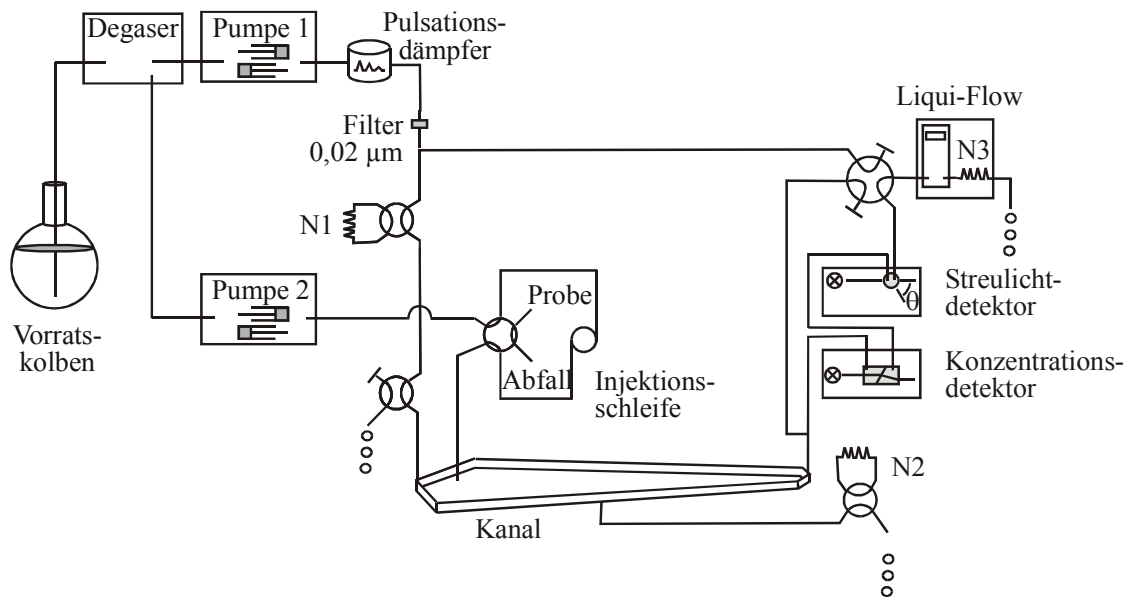 Degaser
Pumpe 1
Pulsations-
dämpfer
Filter
0,02 µm
Liqui-Flow
N3
N1
Vorrats-
kolben
Pumpe 2
Probe
Abfall
Injektions-
schleife
Streulicht-
detektor
θ
Konzentrations-
detektor
N2
Kanal